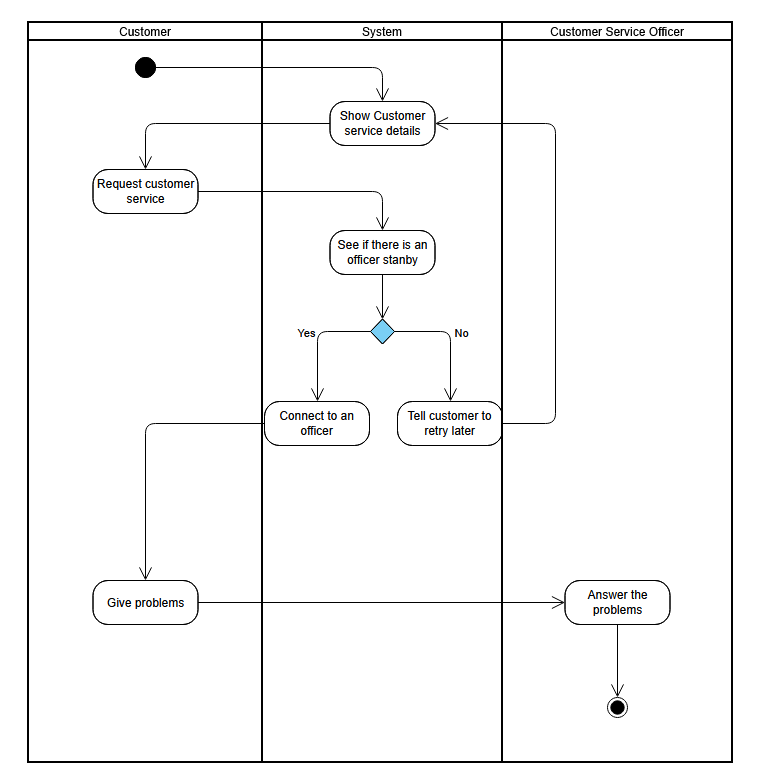 Customer
System
Customer Service Officer
Show Customer
service details
Request customer
service
See if there is an
officer stanby
Yes
No
Connect to an
officer
Tell customer to
retry later
Give problems
Answer the
problems